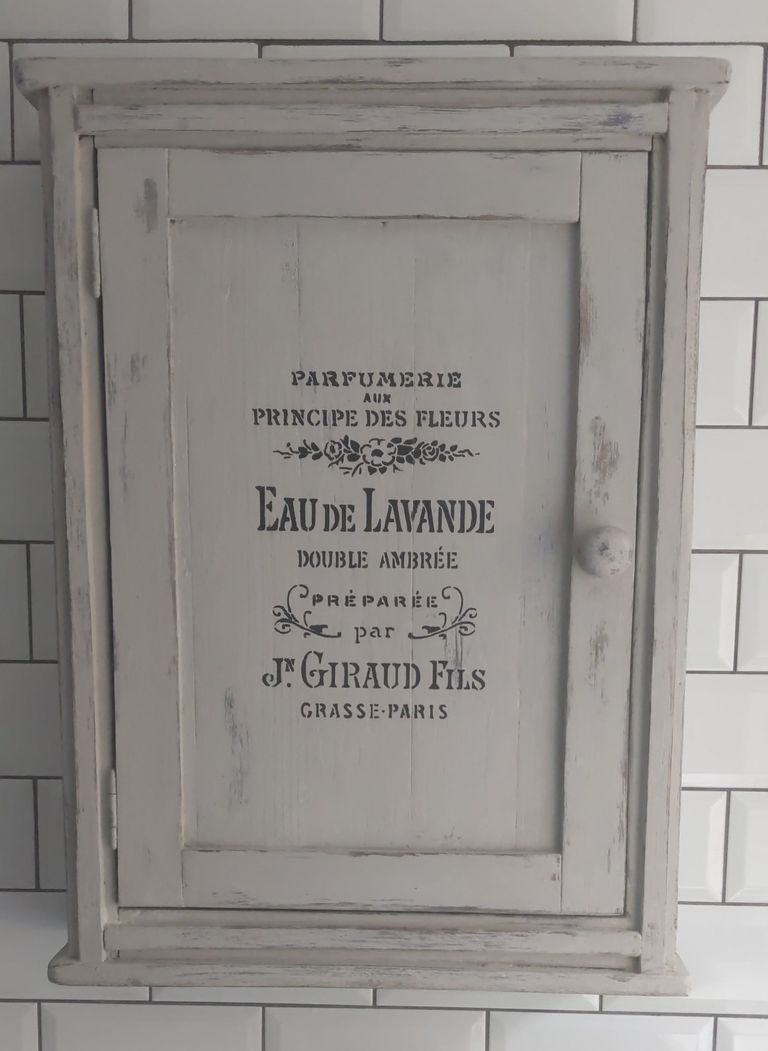 PARFUMERIE
AUX
PRINCIPE DES FLEURS
EAU DE LAVANDE
DOUBLE AMBRÉE
PRÉPARÉE
par
JN. GIRAUD FILS
GRASSE-PARIS